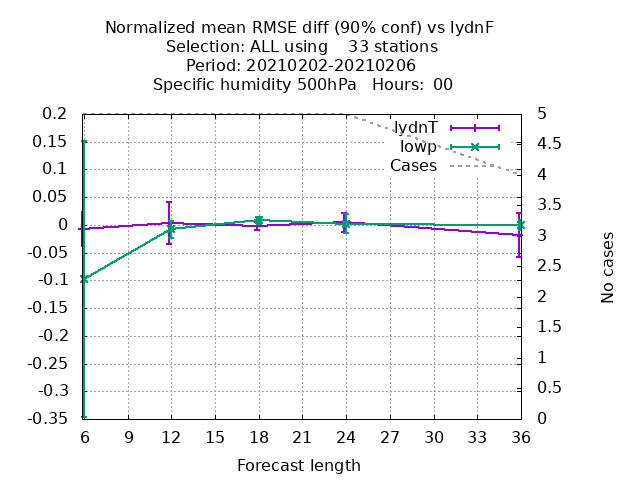 Normalized mean RMSE diff (90% conf) vs lydnF
Selection: ALL using    33 stations
Period: 20210202-20210206
Specific humidity 500hPa   Hours:  00
lydnT
lowp
Cases
0.2
0.15
0.1
0.05
0
-0.05
-0.1
-0.15
-0.2
-0.25
-0.3
-0.35
5
4.5
4
3.5
3
2.5
2
1.5
1
0.5
0
No cases
6 9 12 15 18 21 24 27 30 33 36
Forecast length